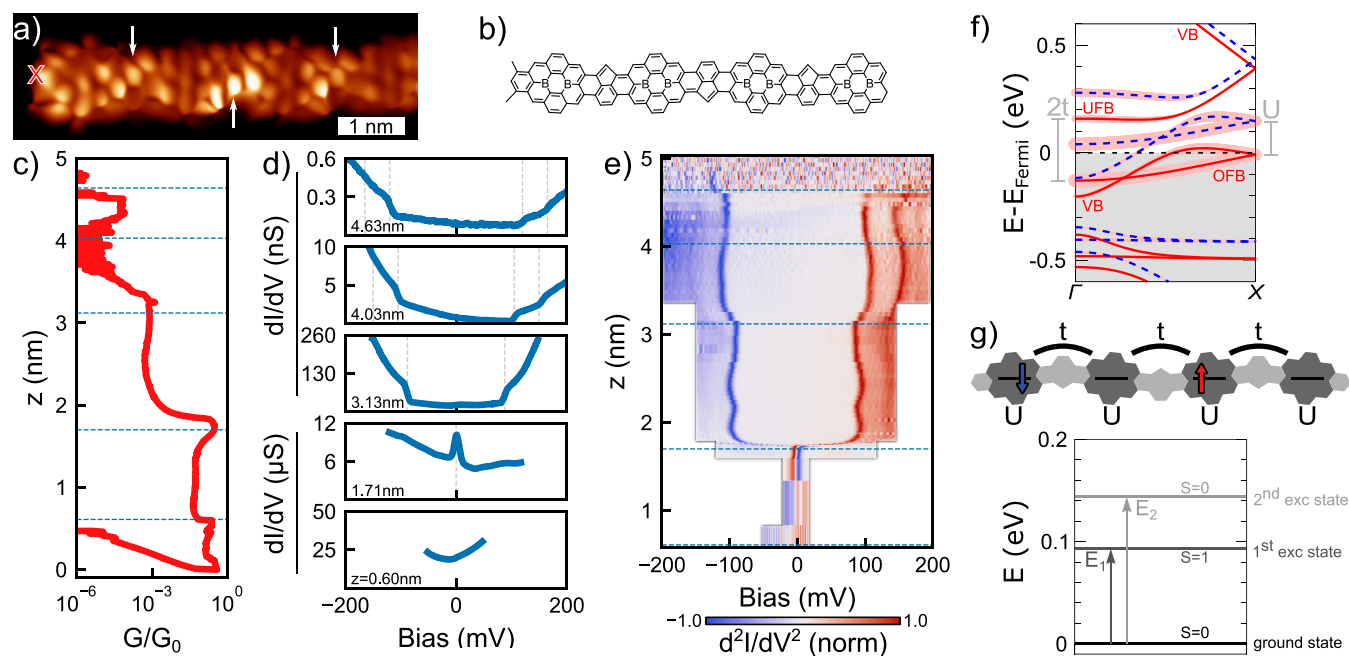 a)
X
1 nm
b)
B B B B B B B B
c)
z (nm)
5
4
3
2
1
0
10⁻⁶ 10⁻³ 10⁰
G/G₀
d)
dI/dV (nS)
dI/dV (µS)
0.6
0.3
4.63nm
10
5
4.03nm
260
130
3.13nm
12
6
1.71nm
50
25
z=0.60nm
−200 0 200
Bias (mV)
e)
z (nm)
5
4
3
2
1
−200 −100 0 100 200
Bias (mV)
−1.0 1.0
d²I/dV² (norm)
f)
E-E_Fermi (eV)
0.5
0
-0.5
VB
UFB
2t
U
OFB
VB
Γ X
g)
t t t
U U U U
E (eV)
0.2
0.1
0
S=0
2nd exc state
E₂
E₁
S=1
1st exc state
S=0
ground state